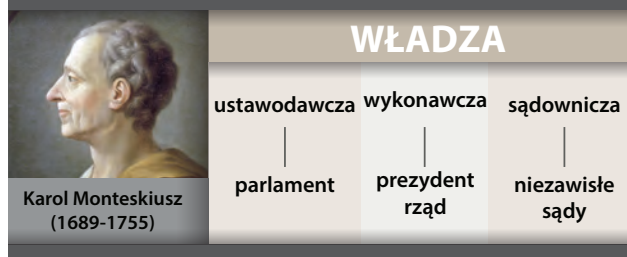 WŁADZA
ustawodawcza
wykonawcza
sądownicza
parlament
prezydent
rząd
niezawisłe
sądy
Karol Monteskiusz
(1689-1755)